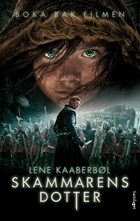 BOKA BAK FILMEN
LENE KAABERBØL
SKAMMARENS
DOTTER